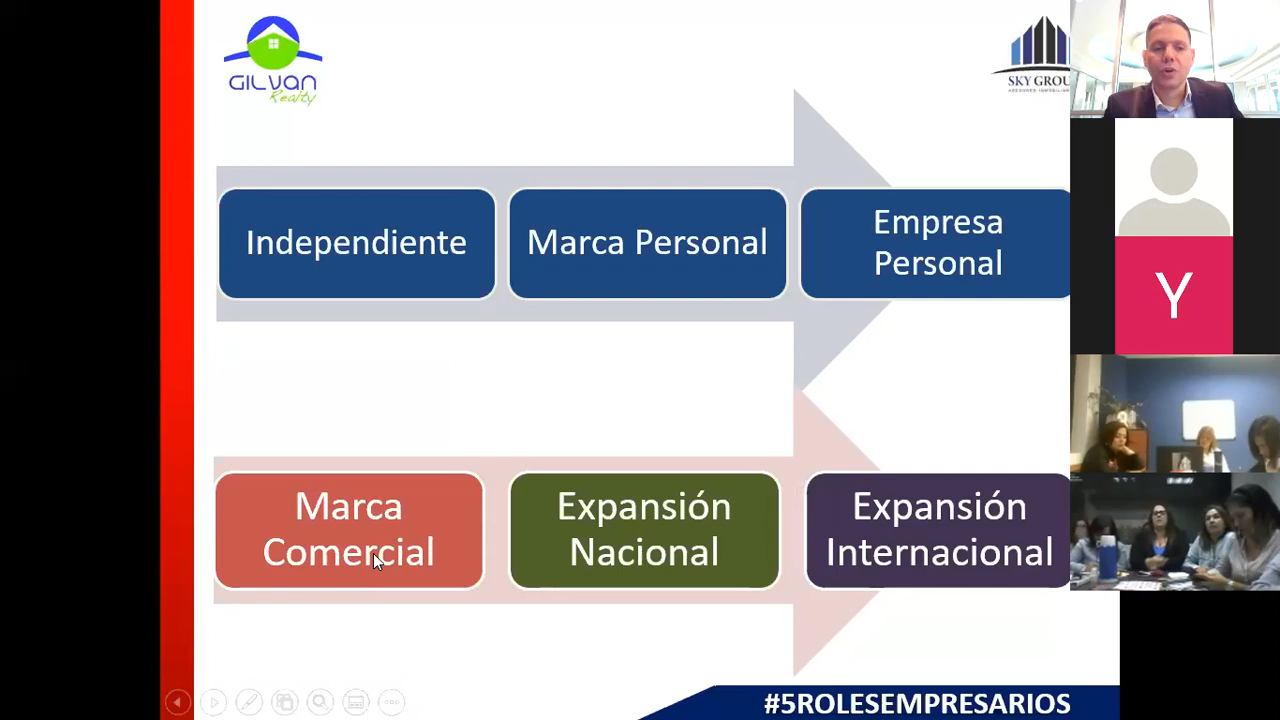 GILVAN
Realty
SKY GROU
Independiente
Marca Personal
Empresa
Personal
Marca
Comercial
Expansión
Nacional
Expansión
Internacional
Y
#5ROLESEMPRESARIOS